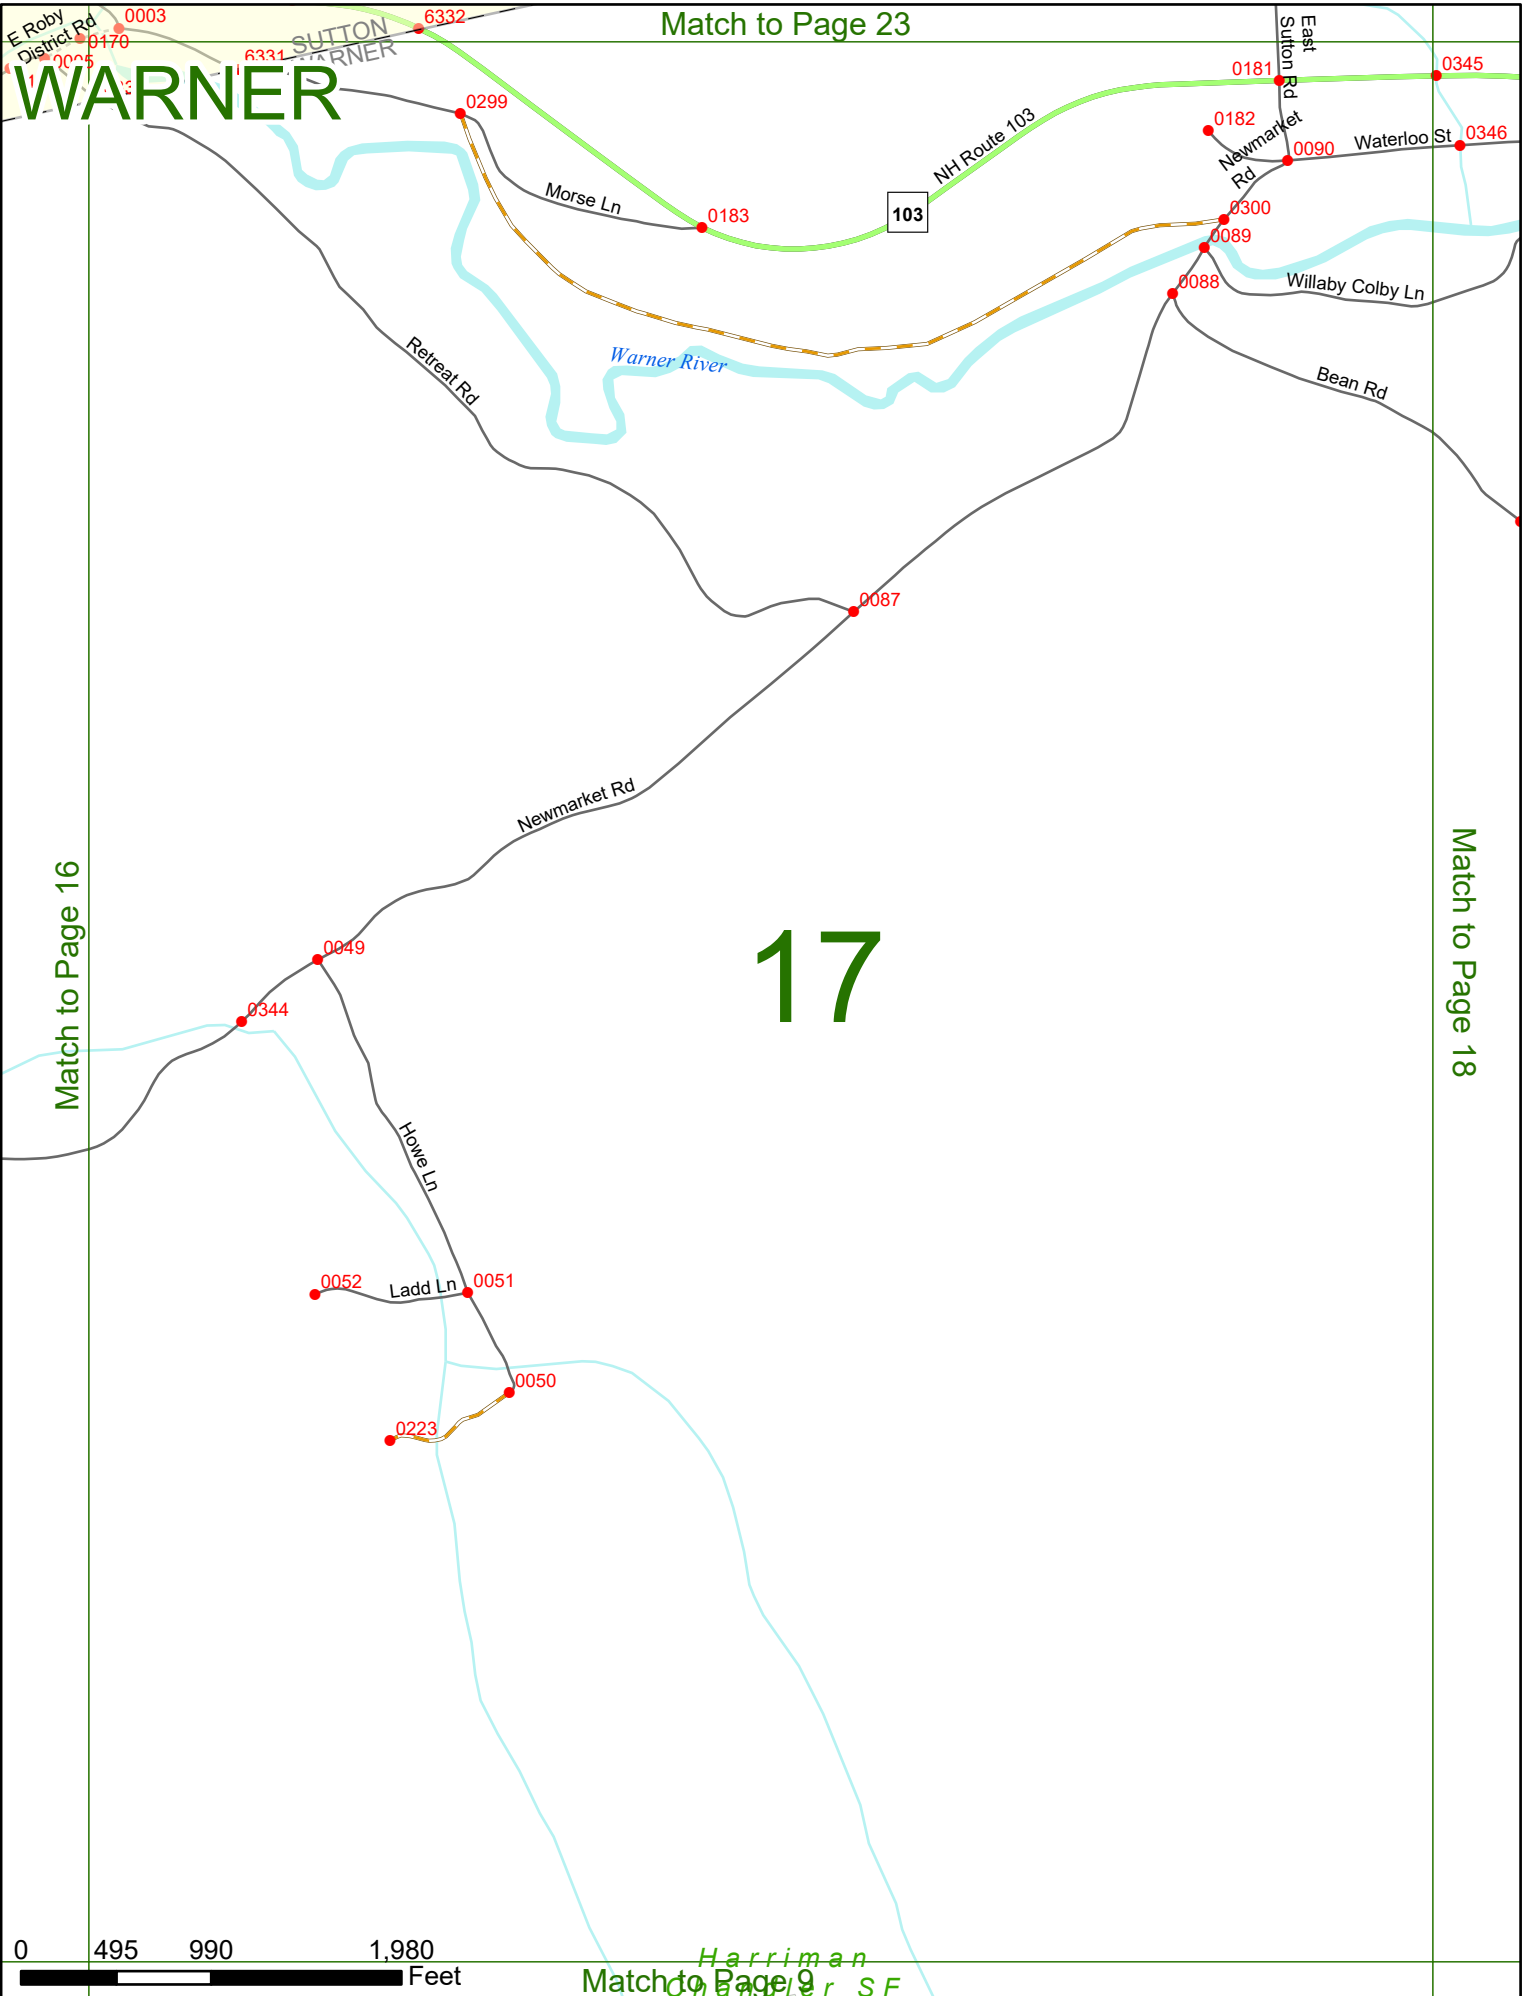 Match to Page 23
E Roby
District Rd
0003
0170
6331
6332
SUTTON
WARNER
WARNER
0299
Morse Ln
0183
103
NH Route 103
0181
East
Sutton Rd
0345
0182
Newmarket
Rd
0090
Waterloo St
0346
0300
0089
0088
Willaby Colby Ln
Bean Rd
Warner River
Retreat Rd
0087
Newmarket Rd
Match to Page 16
Match to Page 18
17
0049
0344
Howe Ln
0052
Ladd Ln
0051
0050
0223
0 495 990 1,980
Feet
Harriman
Chandler SF
Match to Page 9